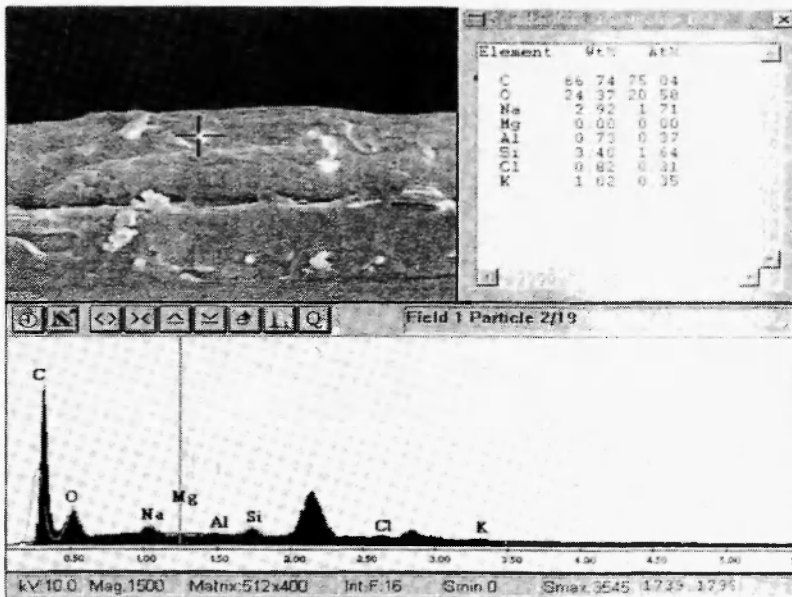 Element Wt% At%
C 66 74 75 04
O 24 37 20 58
Na 2 92 1 71
Mg 0.00 0.00
Al 0 73 0 37
Si 3.40 1 64
Cl 0 82 0 31
K 1 02 0 35
Field 1 Particle 2/19
C
O
Na
Mg
Al
Si
Cl
K
0.50 1.00 1.50 2.00 2.50 3.00 3.50 4.00 4.50 5.00
kV:10.0 Mag:1500 Matrix:512x400 Int.F:16 Smin:0 Smax:3545